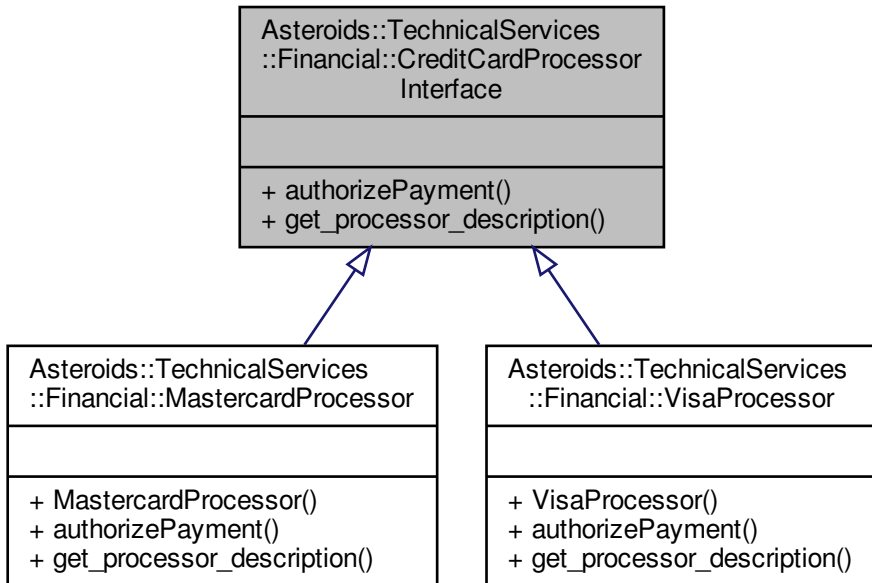 Asteroids::TechnicalServices
::Financial::CreditCardProcessor
Interface
+ authorizePayment()
+ get_processor_description()
Asteroids::TechnicalServices
::Financial::MastercardProcessor
+ MastercardProcessor()
+ authorizePayment()
+ get_processor_description()
Asteroids::TechnicalServices
::Financial::VisaProcessor
+ VisaProcessor()
+ authorizePayment()
+ get_processor_description()